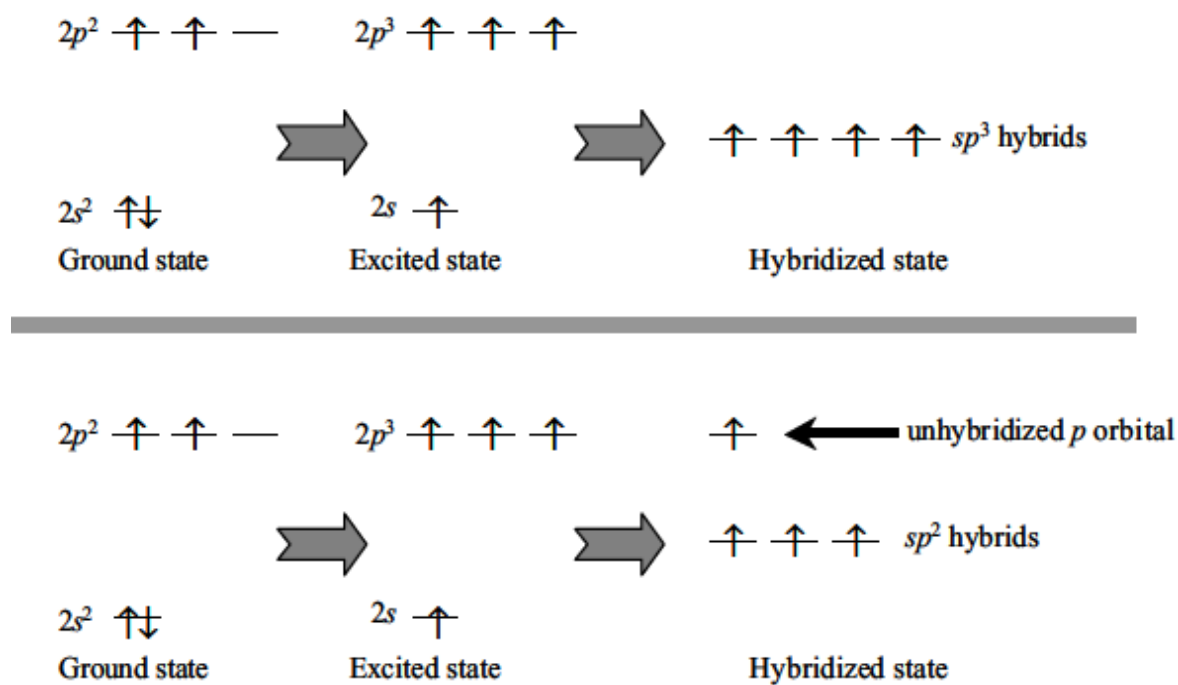 2p² 2p³
sp³ hybrids
2s² 2s
Ground state Excited state Hybridized state
2p² 2p³ unhybridized p orbital
sp² hybrids
2s² 2s
Ground state Excited state Hybridized state